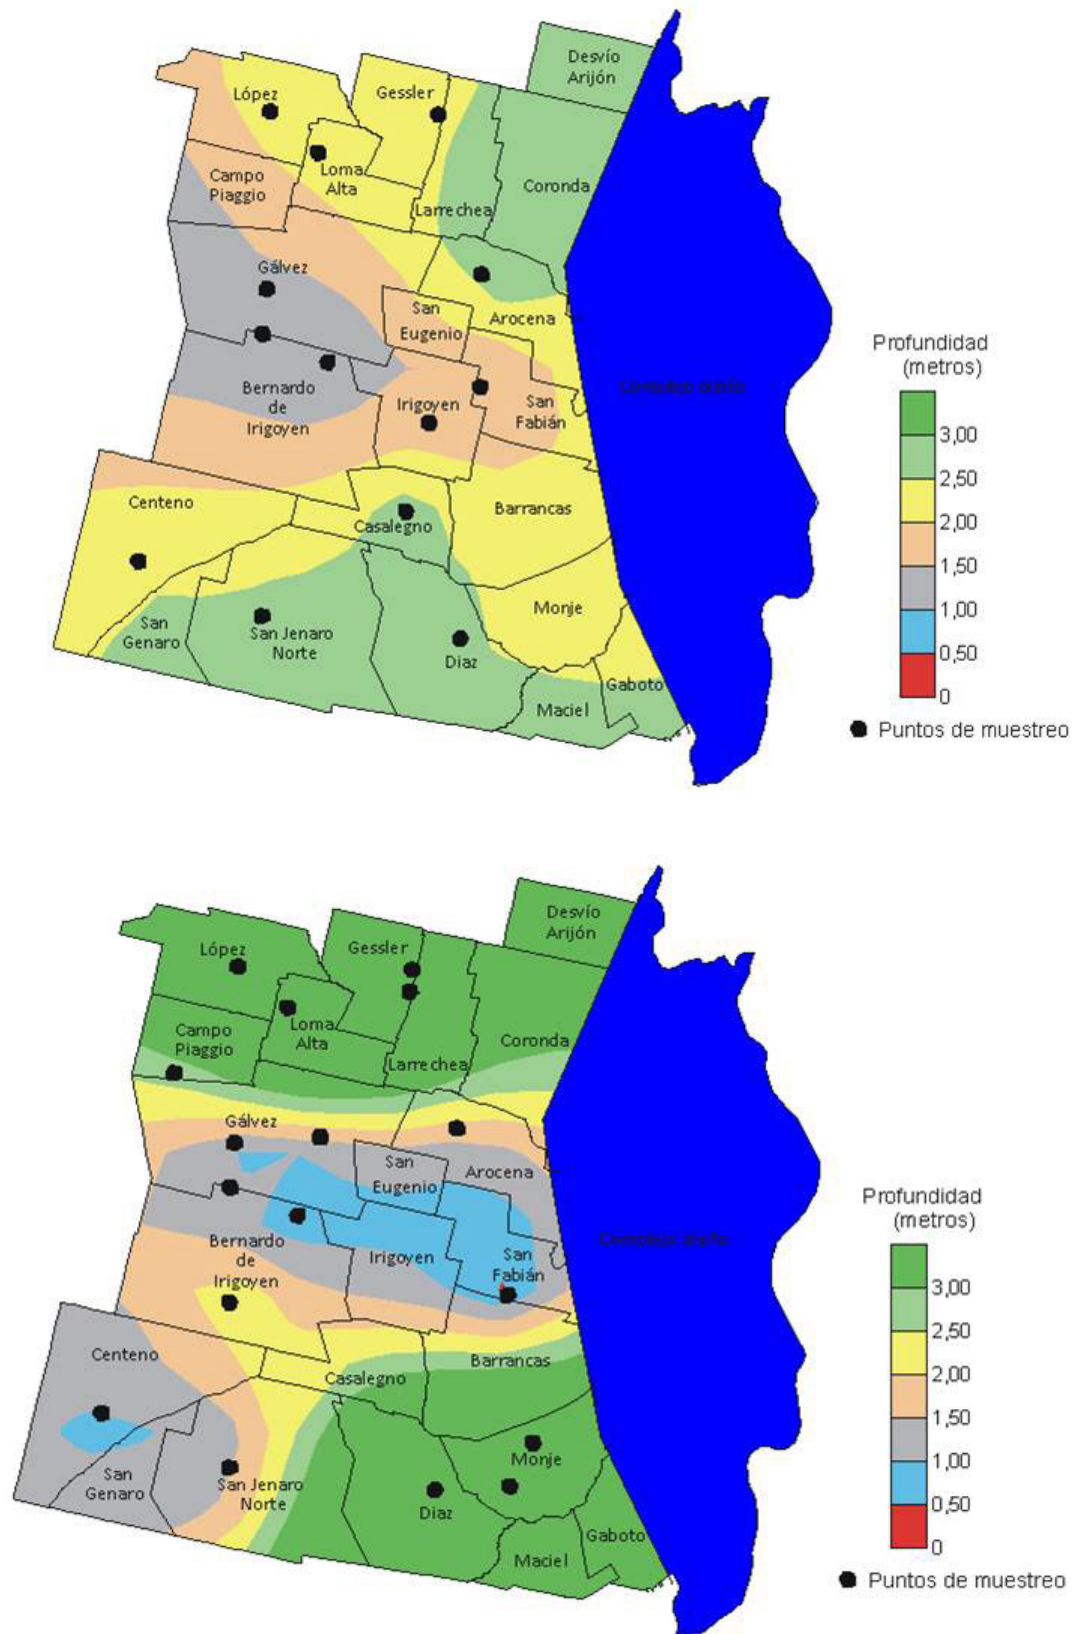 Desvío
Arijón
López
Gessler
Campo
Piaggio
Loma
Alta
Larrechea
Coronda
Gálvez
San
Eugenio
Arocena
Bernardo
de
Irigoyen
Irigoyen
San
Fabián
Centeno
Casalegno
Barrancas
San
Genaro
San Jenaro
Norte
Diaz
Monje
Gaboto
Maciel
Profundidad
(metros)
3,00
2,50
2,00
1,50
1,00
0,50
0
Puntos de muestreo
Desvío
Arijón
López
Gessler
Campo
Piaggio
Loma
Alta
Larrechea
Coronda
Gálvez
San
Eugenio
Arocena
Bernardo
de
Irigoyen
Irigoyen
San
Fabián
Centeno
Casalegno
Barrancas
San
Genaro
San Jenaro
Norte
Diaz
Monje
Gaboto
Maciel
Profundidad
(metros)
3,00
2,50
2,00
1,50
1,00
0,50
0
Puntos de muestreo